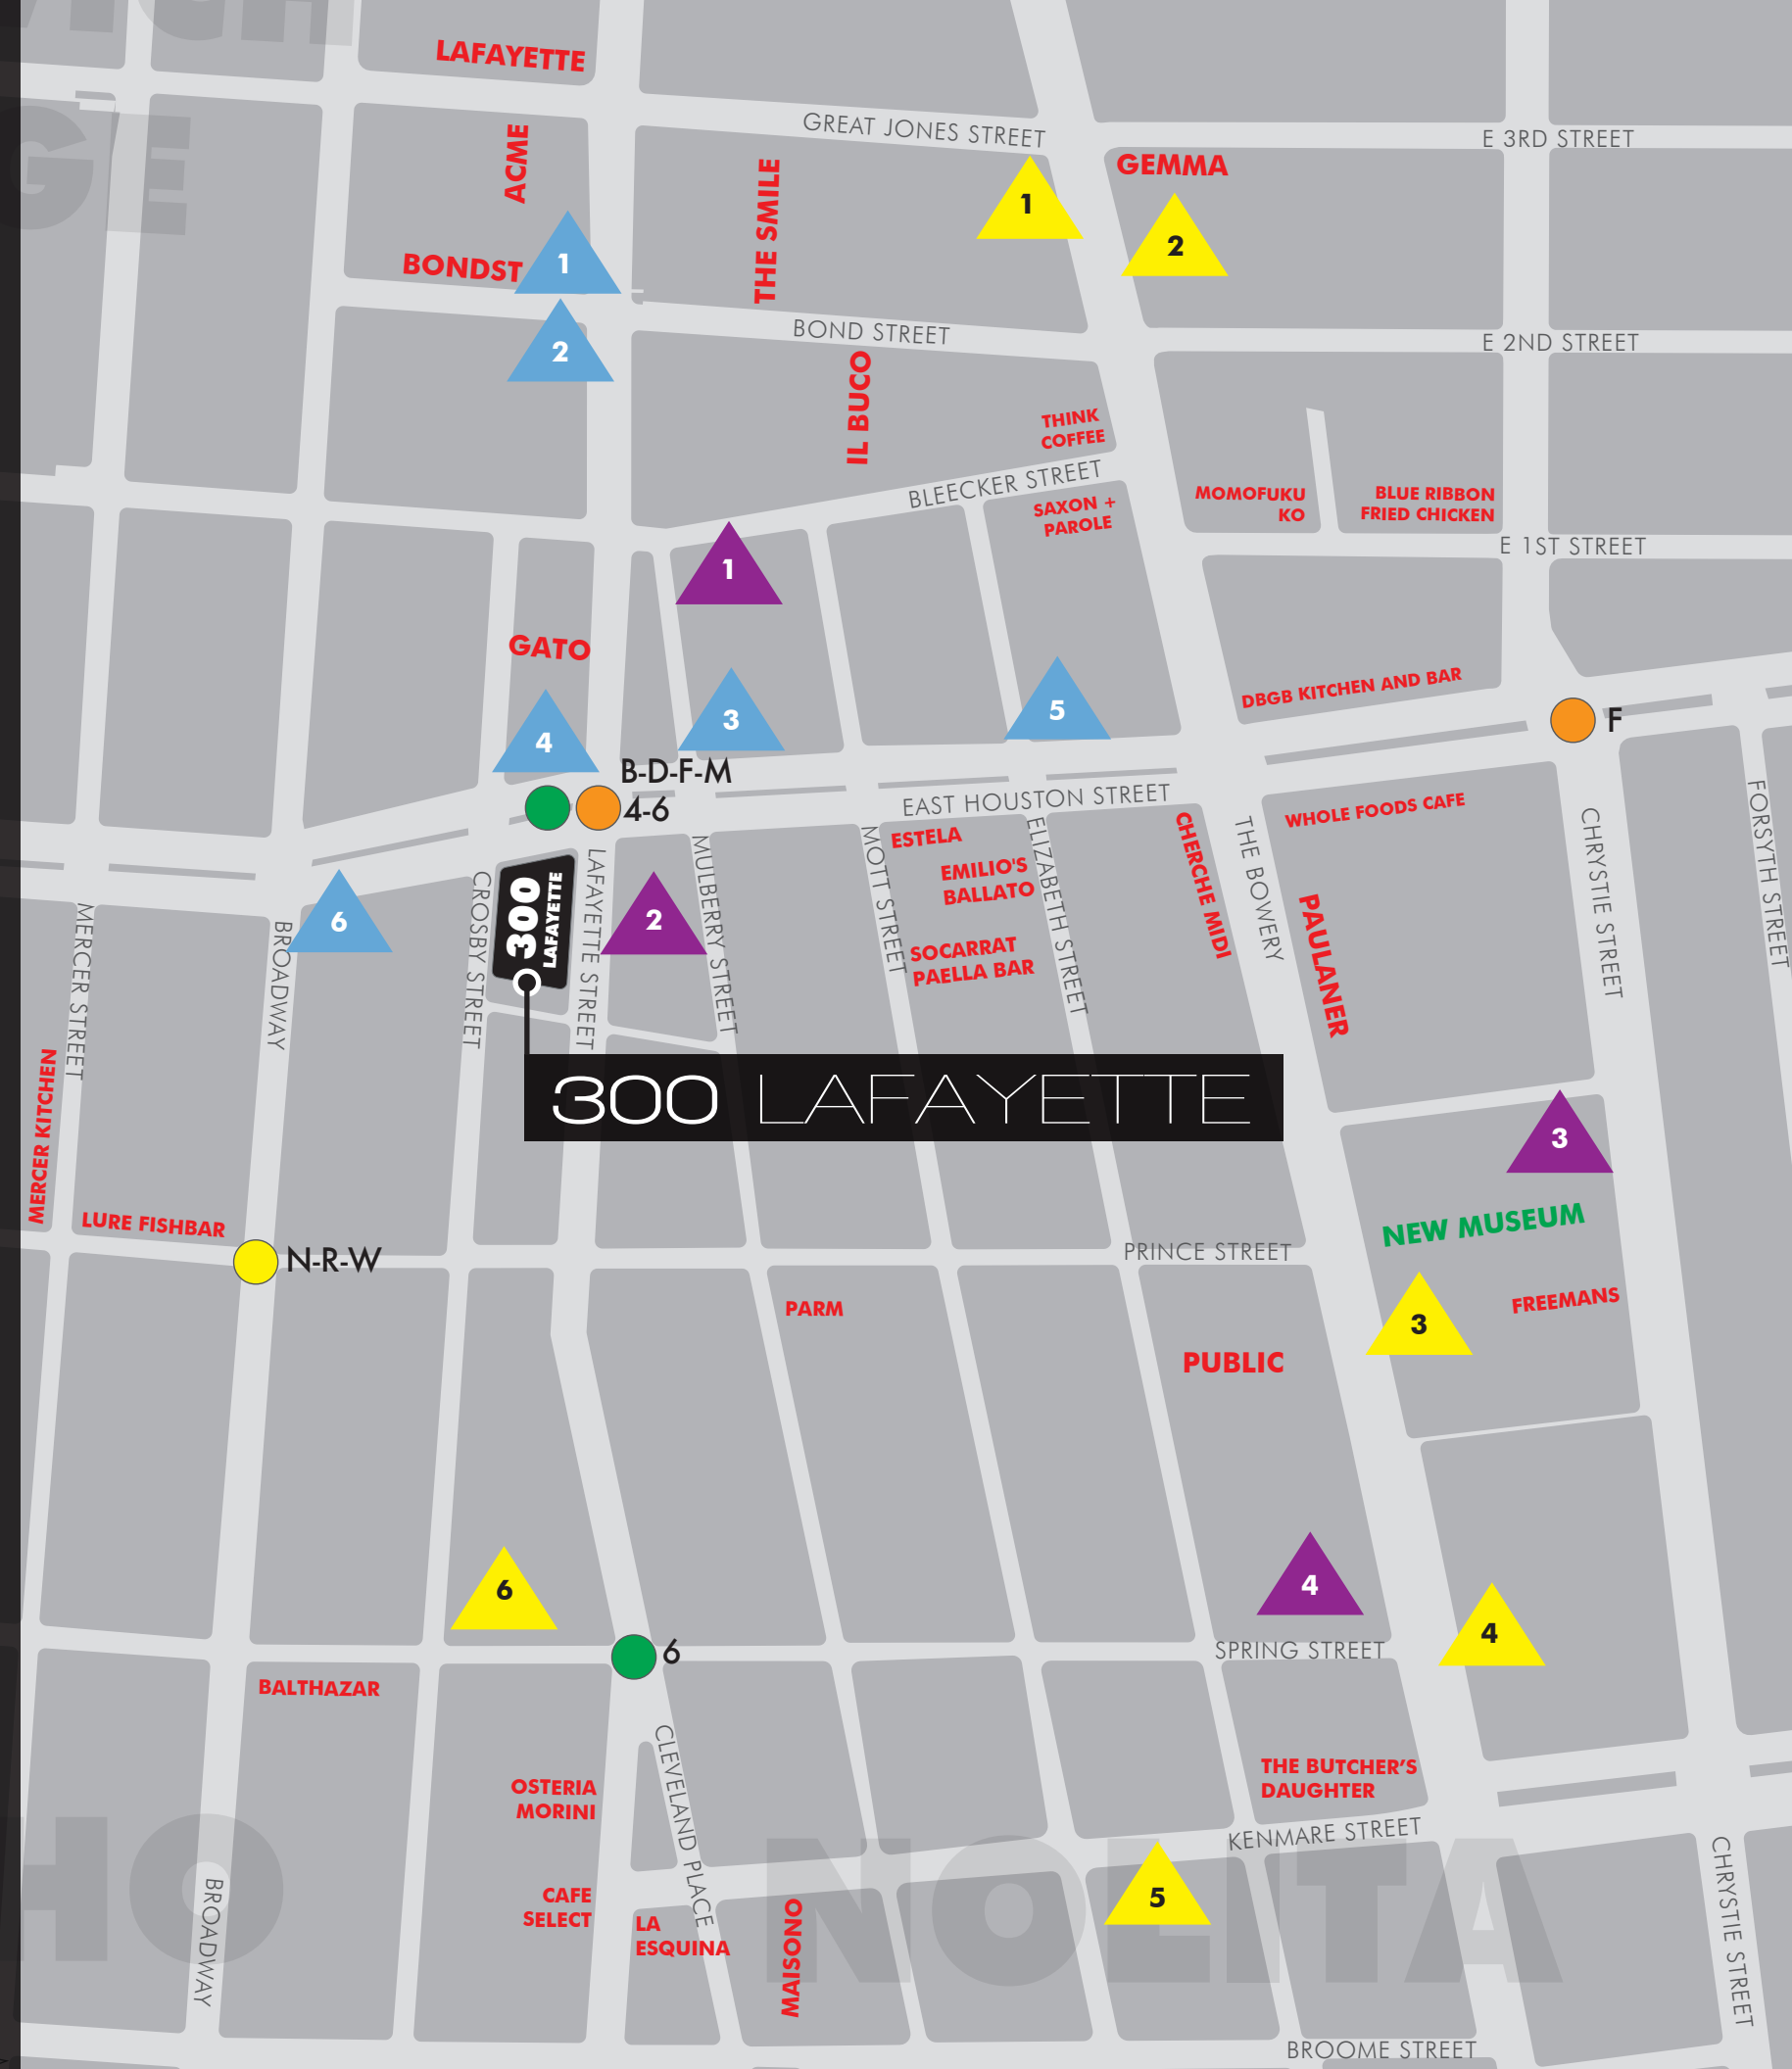 LAFAYETTE
GREAT JONES STREET
E 3RD STREET
ACME
THE SMILE
GEMMA
1
2
GE
BONDST
1
BOND STREET
E 2ND STREET
2
IL BUCO
THINK
COFFEE
BLEECKER STREET
MOMOFUKU
KO
BLUE RIBBON
FRIED CHICKEN
SAXON +
PAROLE
E 1ST STREET
1
GATO
DBGB KITCHEN AND BAR
4
3
5
F
B-D-F-M
4-6
EAST HOUSTON STREET
WHOLE FOODS CAFE
ESTELA
EMILIO'S
BALLATO
SOCARRAT
PAELLA BAR
CHERCHE MIDI
THE BOWERY
PAULANER
CHRYSTIE STREET
FORSYTH STREET
MERCER STREET
BROADWAY
6
CROSBY STREET
300
LAFAYETTE
LAFAYETTE STREET
2
MULBERRY STREET
MOTT STREET
ELIZABETH STREET
300 LAFAYETTE
MERCER KITCHEN
3
LURE FISHBAR
N-R-W
PRINCE STREET
NEW MUSEUM
PARM
3
FREEMANS
PUBLIC
6
4
4
6
SPRING STREET
BALTHAZAR
OSTERIA
MORINI
CLEVELAND PLACE
THE BUTCHER'S
DAUGHTER
KENMARE STREET
HO
BROADWAY
CAFE
SELECT
LA
ESQUINA
MAISONO
NOLITA
5
CHRYSTIE STREET
BROOME STREET